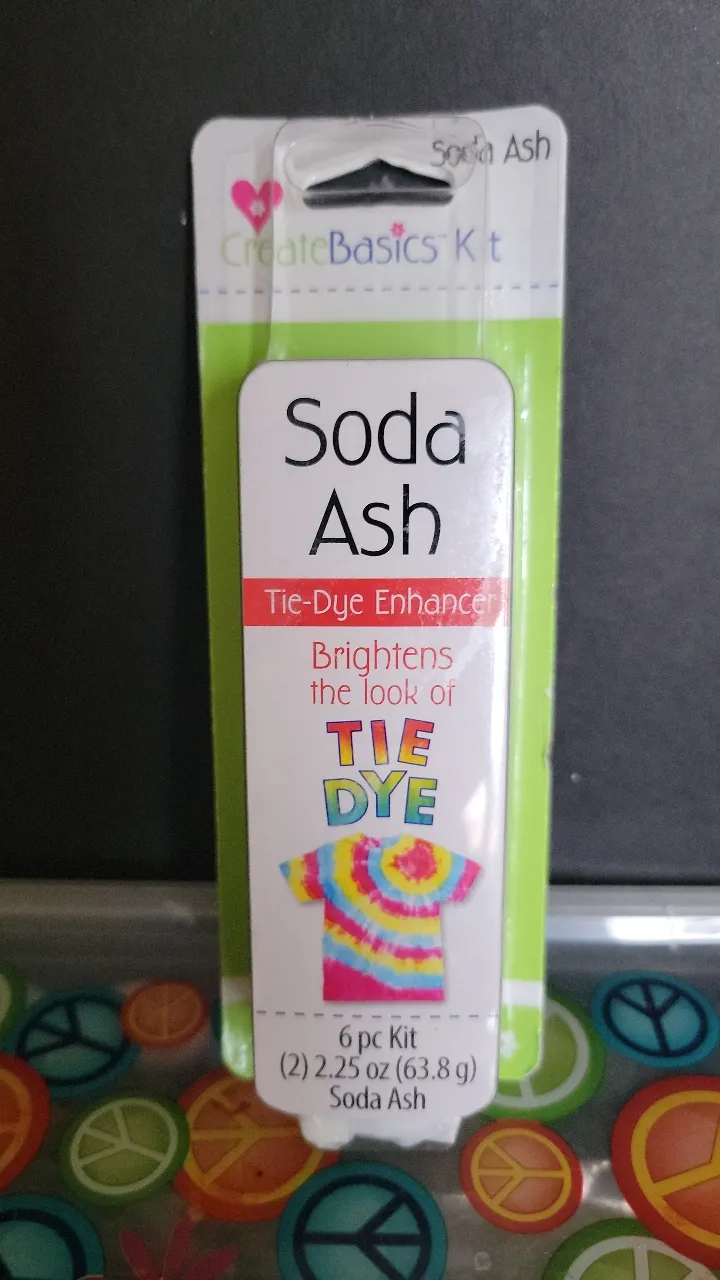 Soda Ash
CreateBasics™ Kit
Soda
Ash
Tie-Dye Enhancer
Brightens
the look of
TIE
DYE
6 pc Kit
(2) 2.25 oz (63.8 g)
Soda Ash